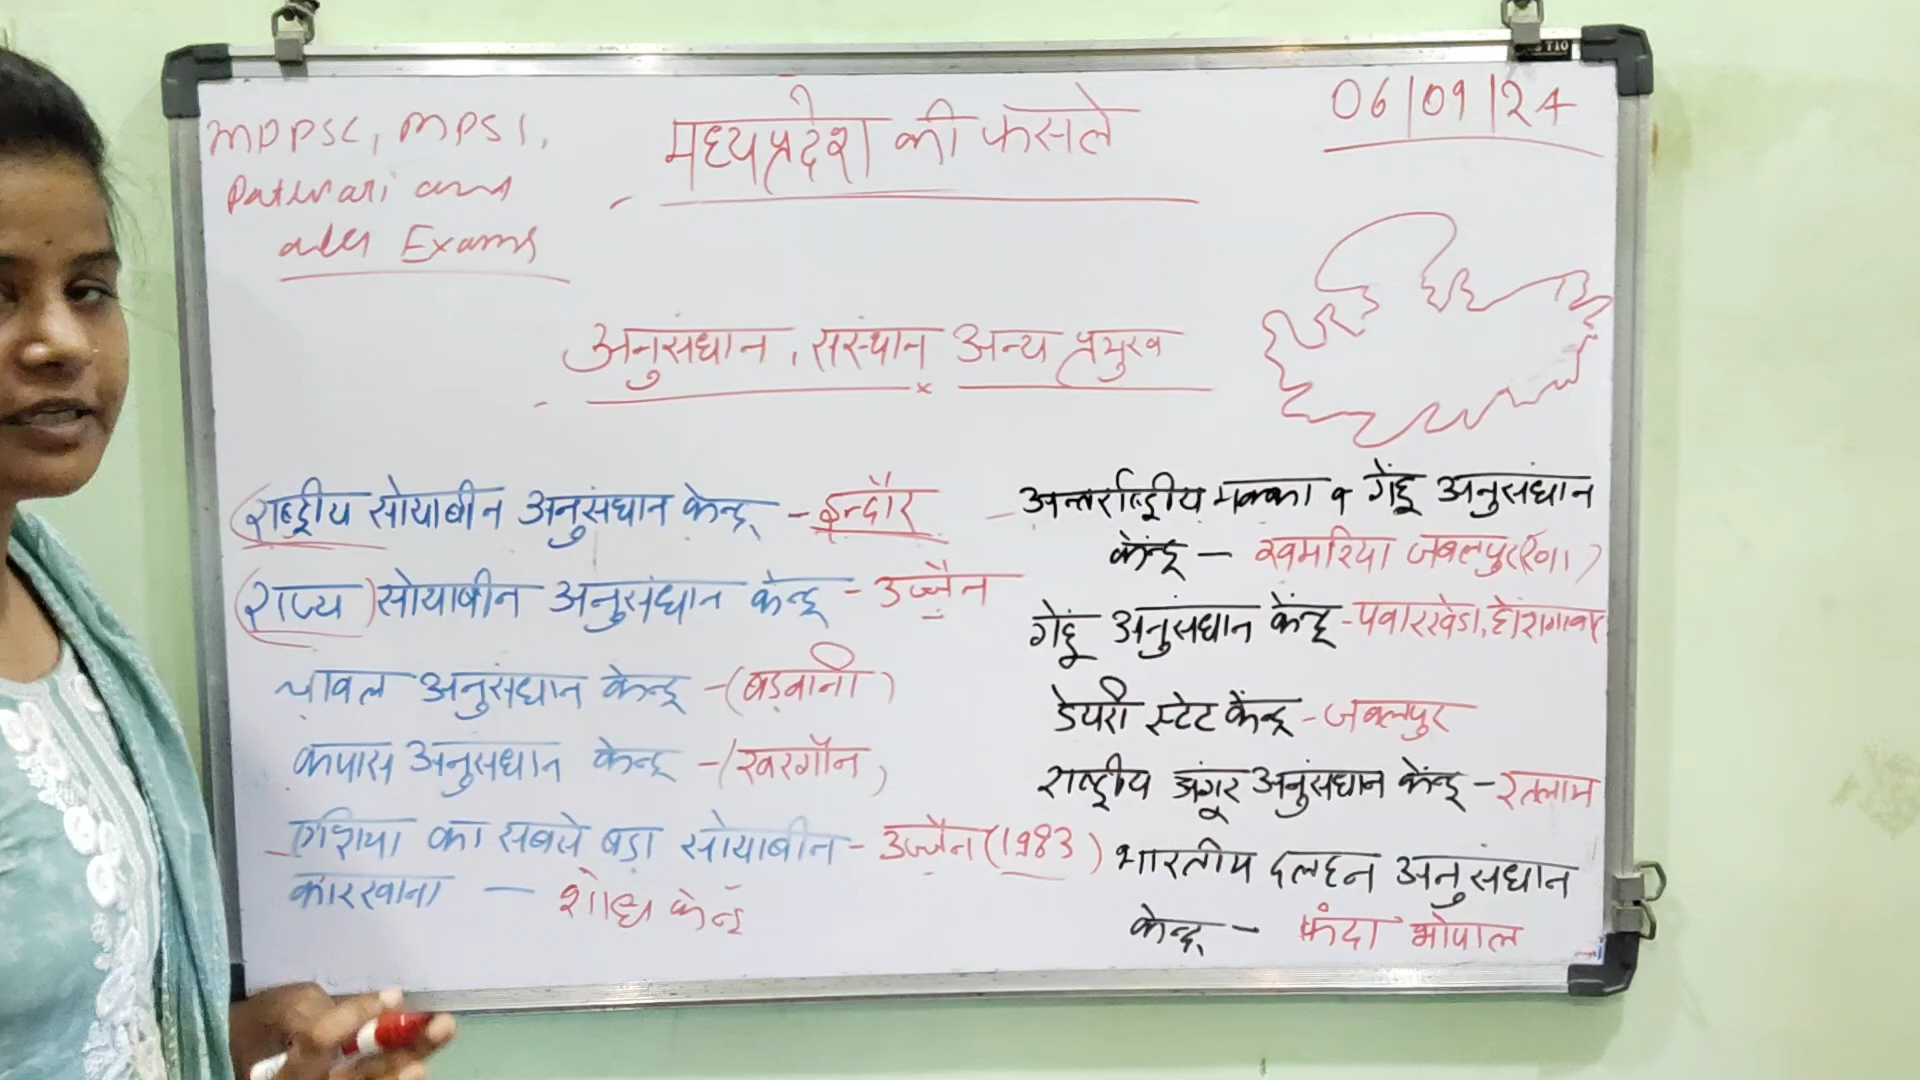 MPPSC, MPSI,
Patwari and
other Exams
मध्यप्रदेश की फसले
06/09/24
अनुसंधान, संस्थान अन्य प्रमुख
राष्ट्रीय सोयाबीन अनुसंधान केन्द्र - इन्दौर
(राज्य) सोयाबीन अनुसंधान केन्द्र - उज्जैन
चावल अनुसंधान केन्द्र - (बड़वानी)
कपास अनुसंधान केन्द्र - (खरगौन)
एशिया का सबसे बड़ा सोयाबीन - उज्जैन (1983)
कारखाना - शोध केन्द्र
अन्तर्राष्ट्रीय मक्का व गेंहू अनुसंधान
केन्द्र - खमरिया जबलपुर
गेंहू अनुसंधान केन्द्र - पवारखेडा, होशंगाबाद
डेयरी स्टेट केन्द्र - जबलपुर
राष्ट्रीय अंगूर अनुसंधान केन्द्र - रतलाम
भारतीय दलहन अनुसंधान
केन्द्र - फंदा भोपाल